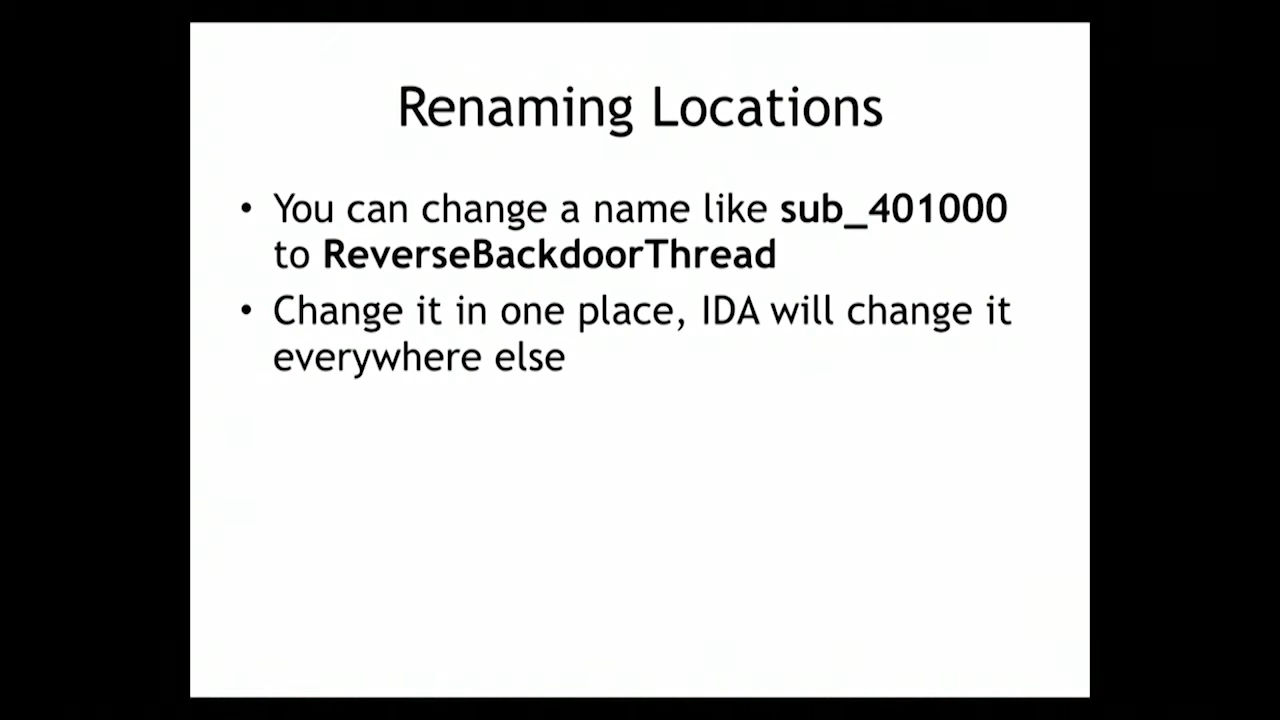 Renaming Locations
• You can change a name like sub_401000
to ReverseBackdoorThread
• Change it in one place, IDA will change it
everywhere else